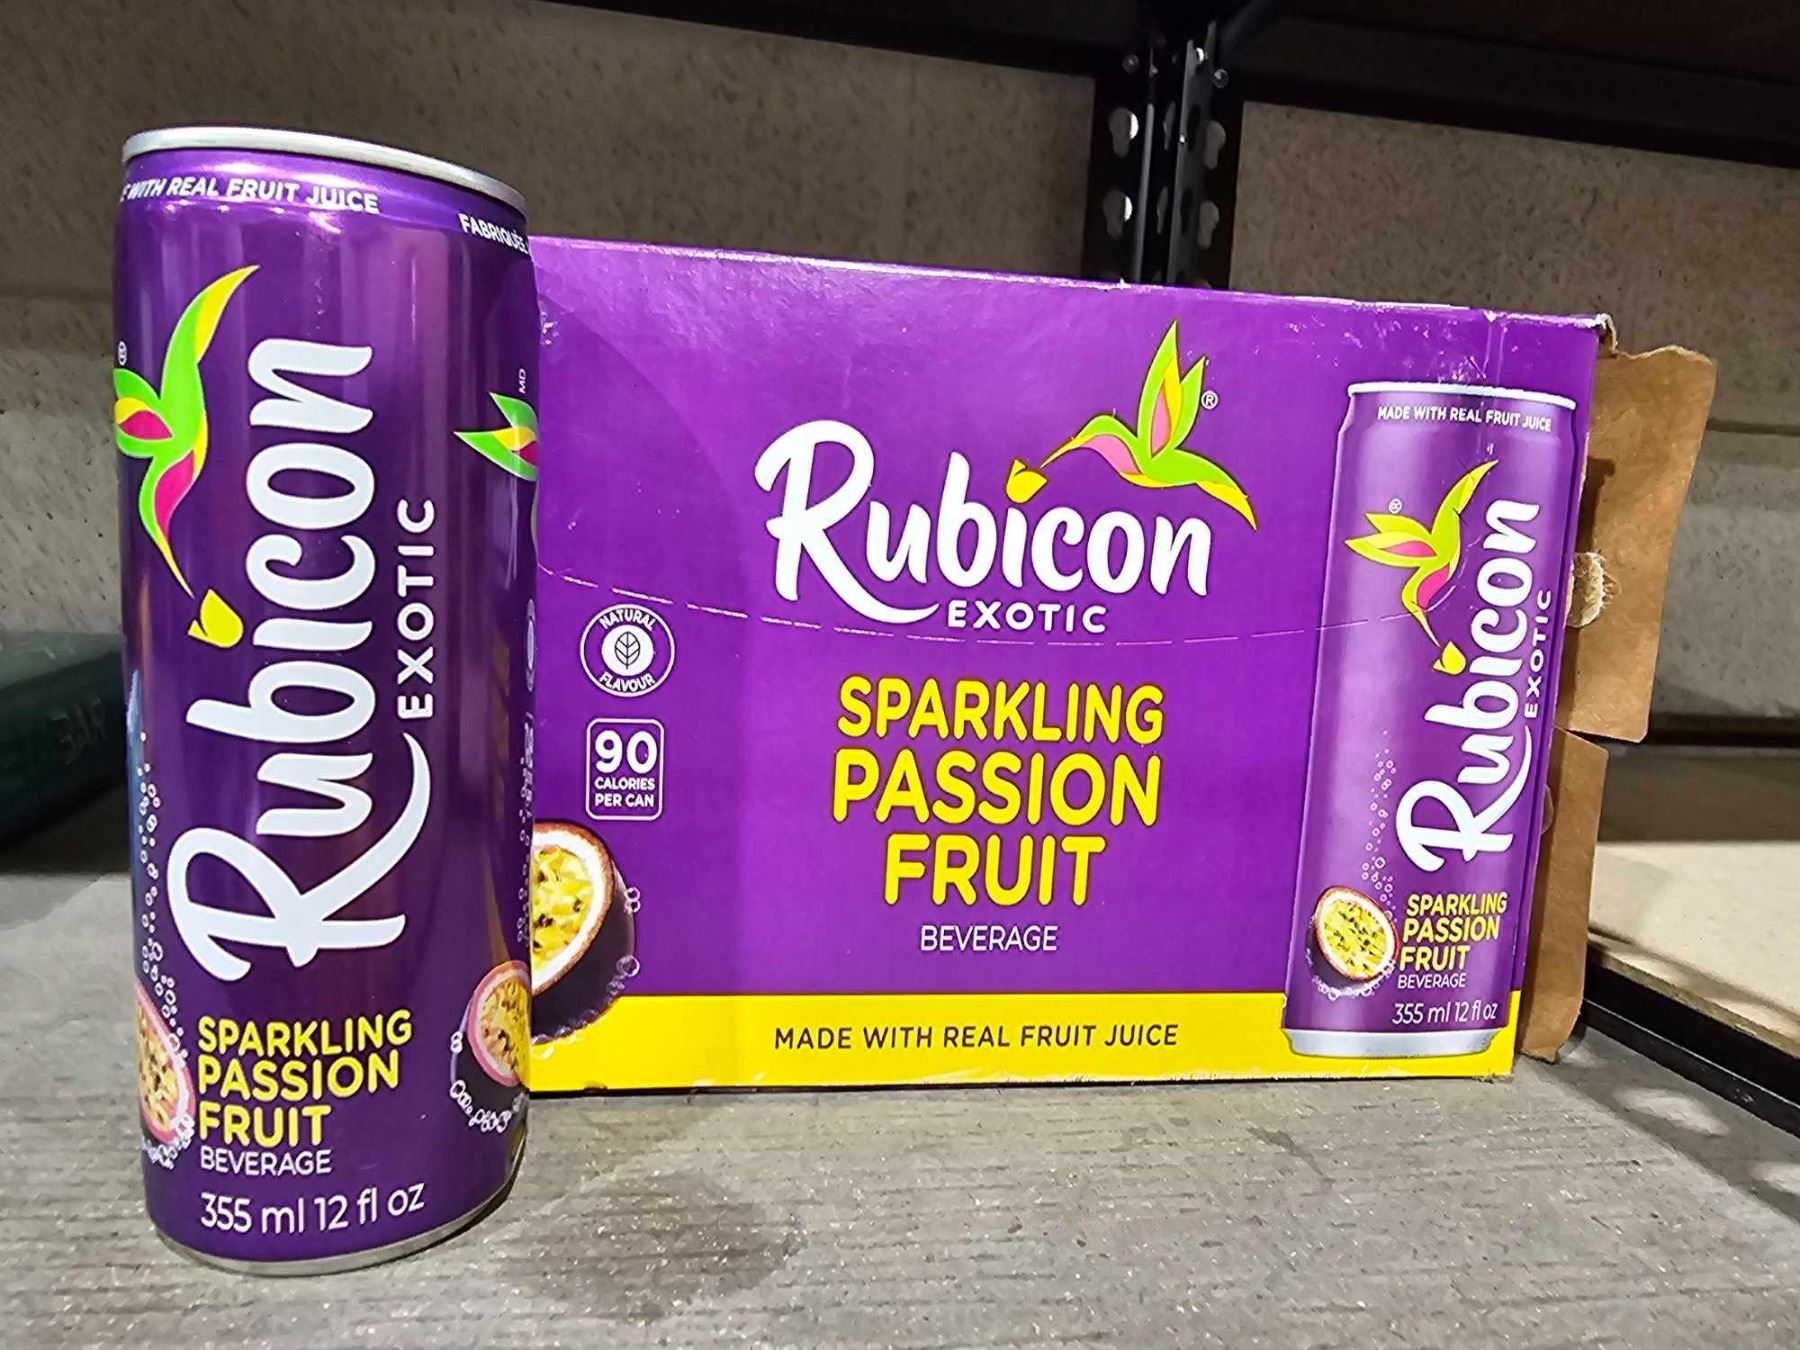 WITH REAL FRUIT JUICE
®
Rubicon
EXOTIC
SPARKLING
PASSION
FRUIT
BEVERAGE
355 ml 12 fl oz
MD
Rubicon ®
EXOTIC
NATURAL
FLAVOUR
90
CALORIES
PER CAN
SPARKLING
PASSION
FRUIT
BEVERAGE
MADE WITH REAL FRUIT JUICE
MADE WITH REAL FRUIT JUICE
®
Rubicon
EXOTIC
SPARKLING
PASSION
FRUIT
BEVERAGE
355 ml 12 fl oz